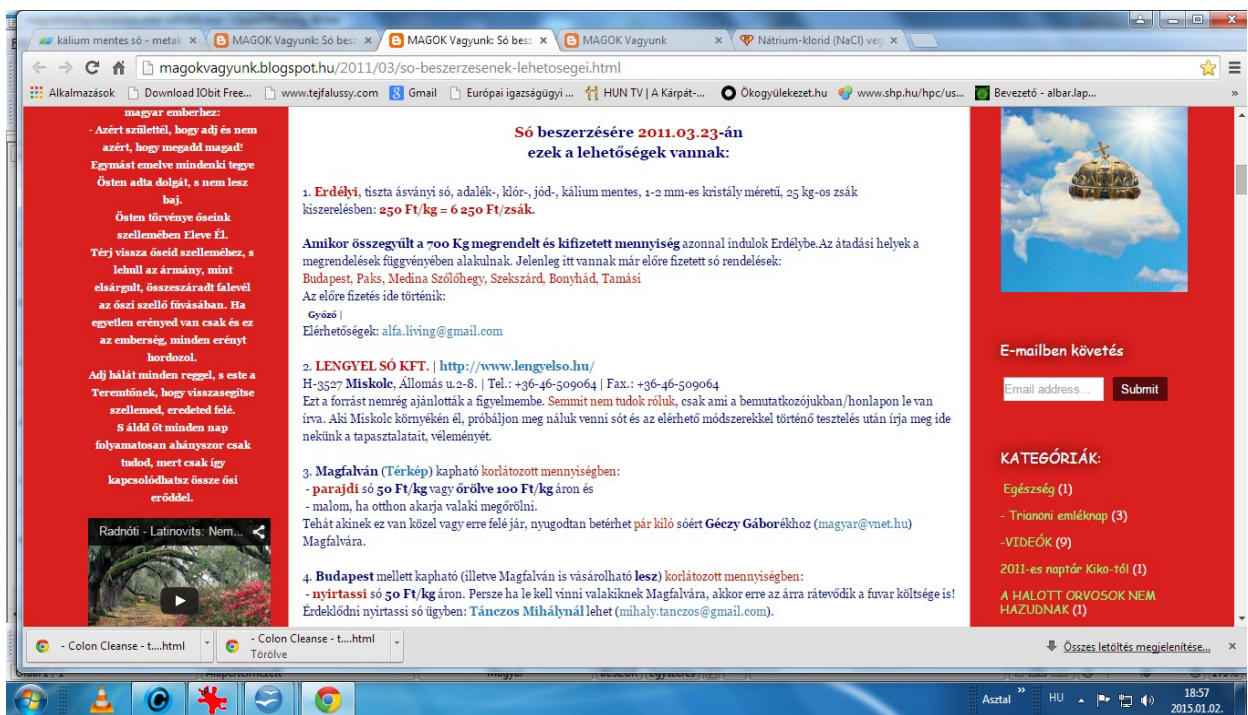 kálium mentes só - metak
MAGOK Vagyunk: Só besz
MAGOK Vagyunk: Só besz
MAGOK Vagyunk
Nátrium-klorid (NaCl) veg
magokvagyunk.blogspot.hu/2011/03/so-beszerzesenek-lehetosegei.html
Alkalmazások
Download IObit Free...
www.tejfalussy.com
Gmail
Európai igazságügyi ...
HUN TV | A Kárpát-...
Ökogyülekezet.hu
www.shp.hu/hpc/us...
Bevezető - albar.lap...
»
magyar emberhez:
- Azért születtél, hogy adj és nem
azért, hogy megadd magad!
Egymást emelve mindenki tegye
Östen adta dolgát, s nem lesz
baj.
Östen törvénye őseink
szellemében Eleve Él.
Térj vissza őseid szelleméhez, s
lehull az ármány, mint
elsárgult, összeszáradt falevél
az őszi szellő fúvásában. Ha
egyetlen erényed van csak és ez
az emberség, minden erényt
hordozol.
Adj hálát minden reggel, s este a
Teremtőnek, hogy visszasegítse
szellemed, eredeted felé.
S áldd őt minden nap
folyamatosan ahányszor csak
tudod, mert csak így
kapcsolódhatsz össze ősi
erőddel.
Radnóti - Latinovits: Nem...
Só beszerzésére 2011.03.23-án
ezek a lehetőségek vannak:
1. Erdélyi, tiszta ásványi só, adalék-, klór-, jód-, kálium mentes, 1-2 mm-es kristály méretű, 25 kg-os zsák
kiszerelésben: 250 Ft/kg = 6 250 Ft/zsák.
Amikor összegyűlt a 700 Kg megrendelt és kifizetett mennyiség azonnal indulok Erdélybe.Az átadási helyek a
megrendelések függvényében alakulnak. Jelenleg itt vannak már előre fizetett só rendelések:
Budapest, Paks, Medina Szőlőhegy, Szekszárd, Bonyhád, Tamási
Az előre fizetés ide történik:
Győző |
Elérhetőségek: alfa.living@gmail.com
2. LENGYEL SÓ KFT. | http://www.lengyelso.hu/
H-3527 Miskolc, Állomás u.2-8. | Tel.: +36-46-509064 | Fax.: +36-46-509064
Ezt a forrást nemrég ajánlották a figyelmembe. Semmit nem tudok róluk, csak ami a bemutatkozójukban/honlapon le van
írva. Aki Miskolc környékén él, próbáljon meg náluk venni sót és az elérhető módszerekkel történő tesztelés után írja meg ide
nekünk a tapasztalatait, véleményét.
3. Magfalván (Térkép) kapható korlátozott mennyiségben:
- parajdi só 50 Ft/kg vagy őrölve 100 Ft/kg áron és
- malom, ha otthon akarja valaki megőrölni.
Tehát akinek ez van közel vagy erre felé jár, nyugodtan betérhet pár kiló sóért Géczy Gáborékhoz (magyar@vnet.hu)
Magfalvára.
4. Budapest mellett kapható (illetve Magfalván is vásárolható lesz) korlátozott mennyiségben:
- nyirtassi só 50 Ft/kg áron. Persze ha le kell vinni valakiknek Magfalvára, akkor erre az árra rátevődik a fuvar költsége is!
Érdeklődni nyirtassi só ügyben: Tánczos Mihálynál lehet (mihaly.tanczos@gmail.com).
E-mailben követés
Email address...
Submit
KATEGÓRIÁK:
Egészség (1)
- Trianoni emléknap (3)
-VIDEÓK (9)
2011-es naptár Kiko-tól (1)
A HALOTT ORVOSOK NEM
HAZUDNAK (1)
- Colon Cleanse - t....html
- Colon Cleanse - t....html
Törölve
Összes letöltés megjelenítése...
Asztal
HU
18:57
2015.01.02.